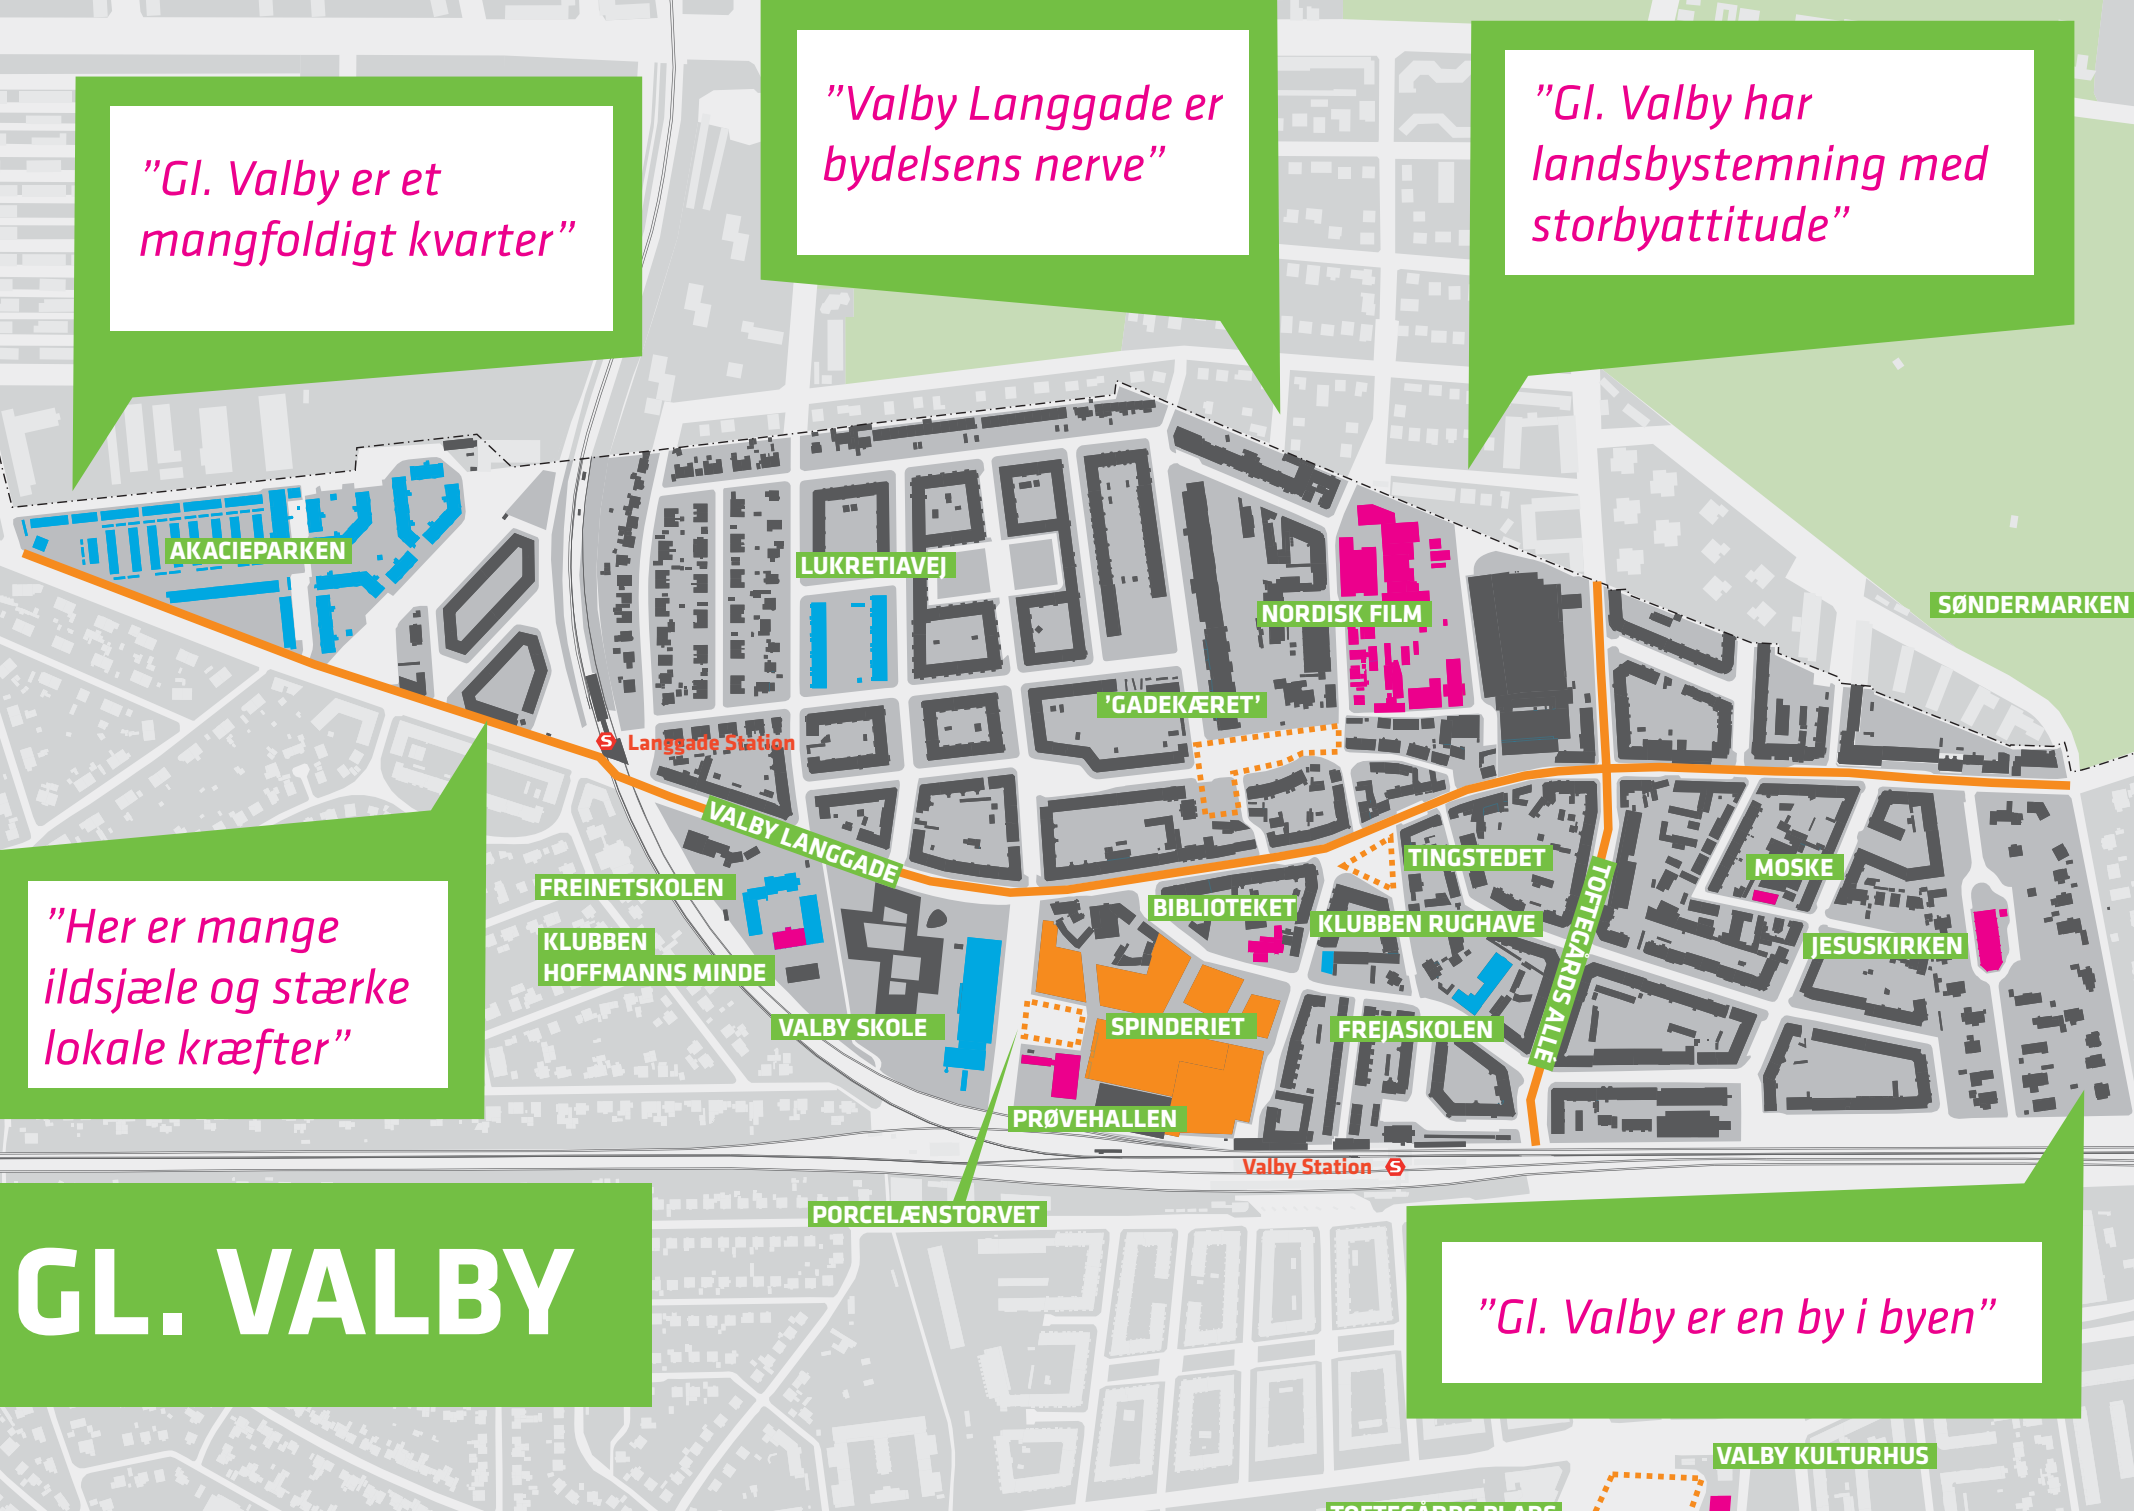 ”Gl. Valby er et
mangfoldigt kvarter”
”Valby Langgade er
bydelsens nerve”
”Gl. Valby har
landsbystemning med
storbyattitude”
AKACIEPARKEN
LUKRETIAVEJ
NORDISK FILM
SØNDERMARKEN
’GADEKÆRET’
Langgade Station
S
VALBY LANGGADE
TINGSTEDET
MOSKE
TOFTEGÅRDS ALLÉ
FREINETSKOLEN
BIBLIOTEKET
KLUBBEN RUGHAVE
KLUBBEN
HOFFMANNS MINDE
JESUSKIRKEN
VALBY SKOLE
SPINDERIET
FREJASKOLEN
”Her er mange
ildsjæle og stærke
lokale kræfter”
PRØVEHALLEN
Valby Station
S
PORCELÆNSTORVET
GL. VALBY
”Gl. Valby er en by i byen”
VALBY KULTURHUS
TOFTEGÅRDS PLADS